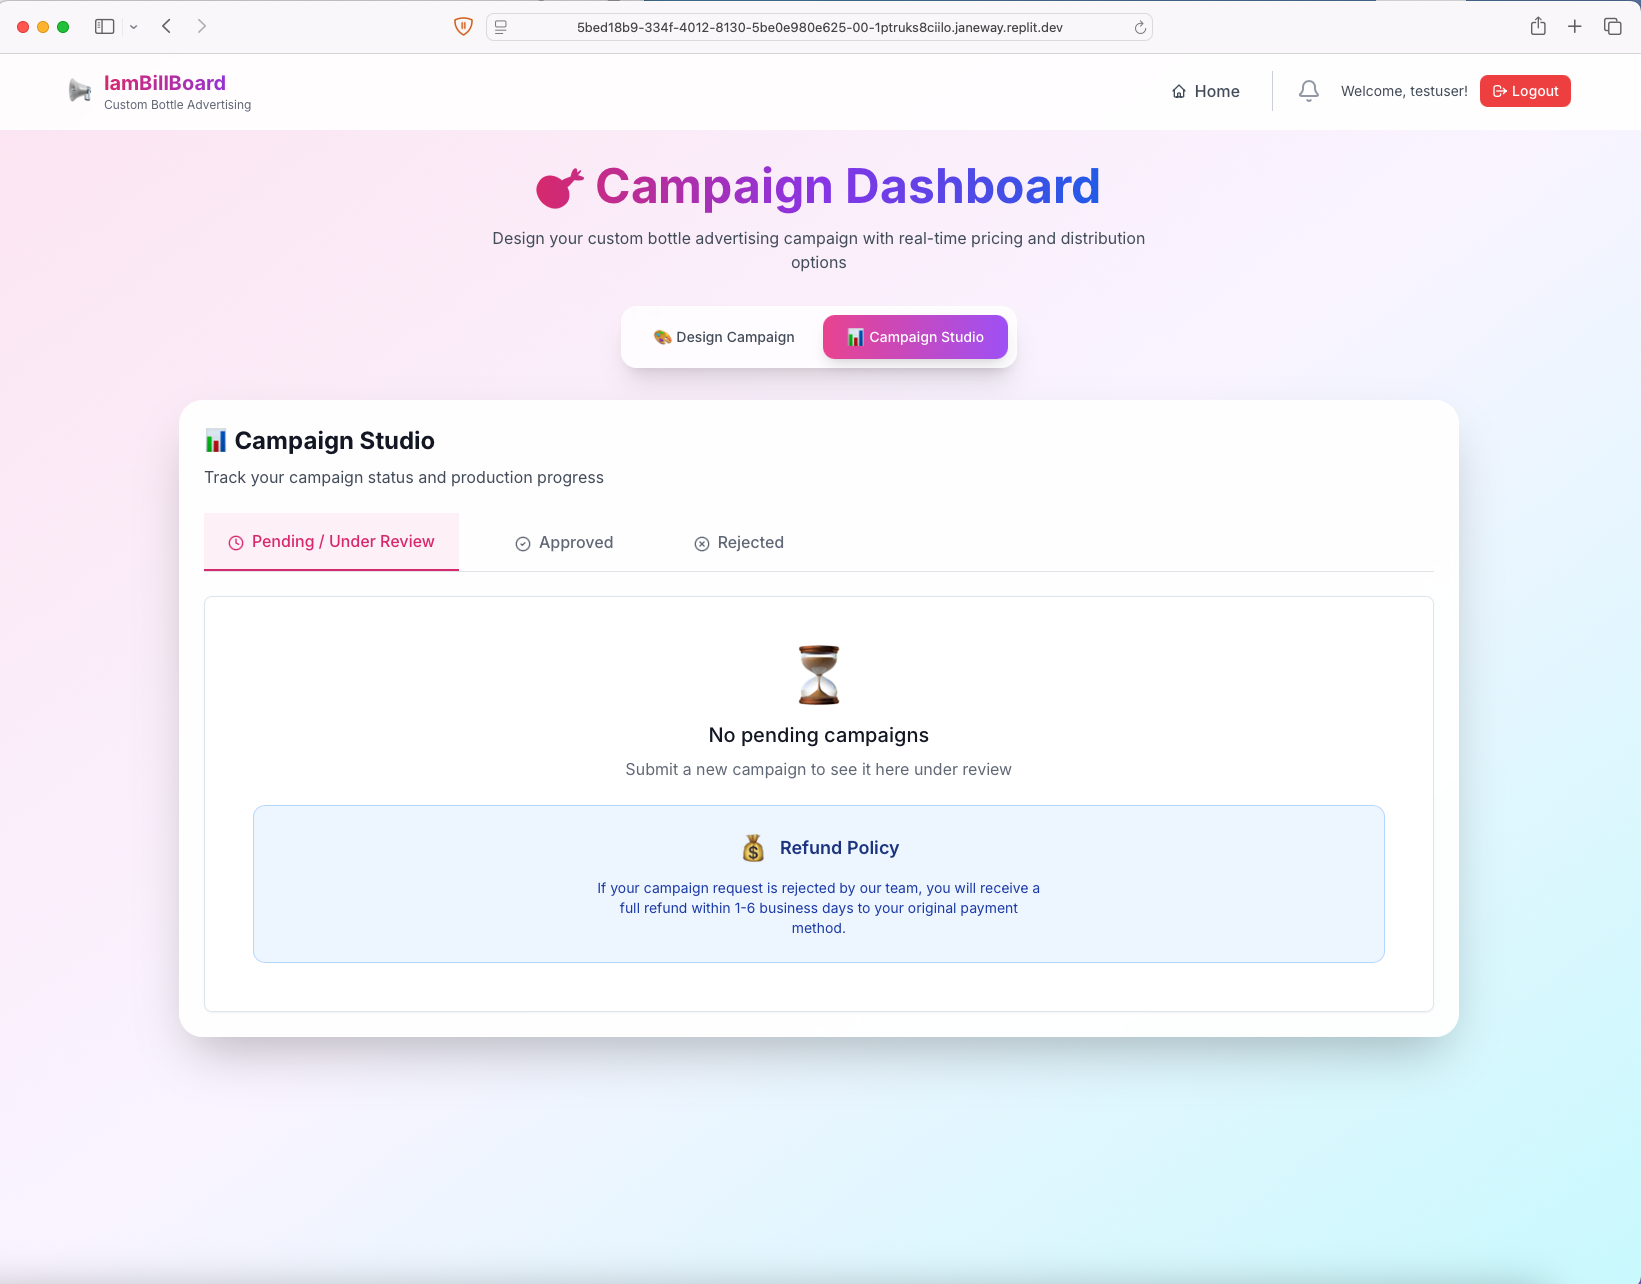 5bed18b9-334f-4012-8130-5be0e980e625-00-1ptruks8ciilo.janeway.replit.dev
IamBillBoard
Custom Bottle Advertising
Home
Welcome, testuser!
Logout
Campaign Dashboard
Design your custom bottle advertising campaign with real-time pricing and distribution
options
Design Campaign
Campaign Studio
Campaign Studio
Track your campaign status and production progress
Pending / Under Review
Approved
Rejected
No pending campaigns
Submit a new campaign to see it here under review
Refund Policy
If your campaign request is rejected by our team, you will receive a
full refund within 1-6 business days to your original payment
method.